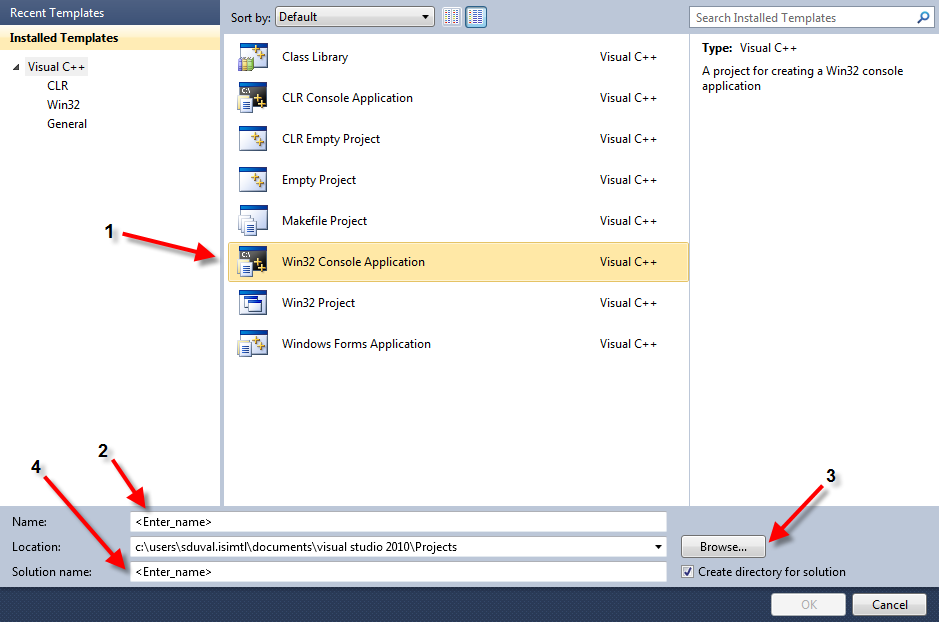 Recent Templates
Installed Templates
Visual C++
CLR
Win32
General
Sort by: Default
Search Installed Templates
Class Library Visual C++
CLR Console Application Visual C++
CLR Empty Project Visual C++
Empty Project Visual C++
Makefile Project Visual C++
Win32 Console Application Visual C++
Win32 Project Visual C++
Windows Forms Application Visual C++
Type: Visual C++
A project for creating a Win32 console
application
1
2
3
4
Name: <Enter_name>
Location: c:\users\sduval.isimtl\documents\visual studio 2010\Projects Browse...
Solution name: <Enter_name> Create directory for solution
OK Cancel